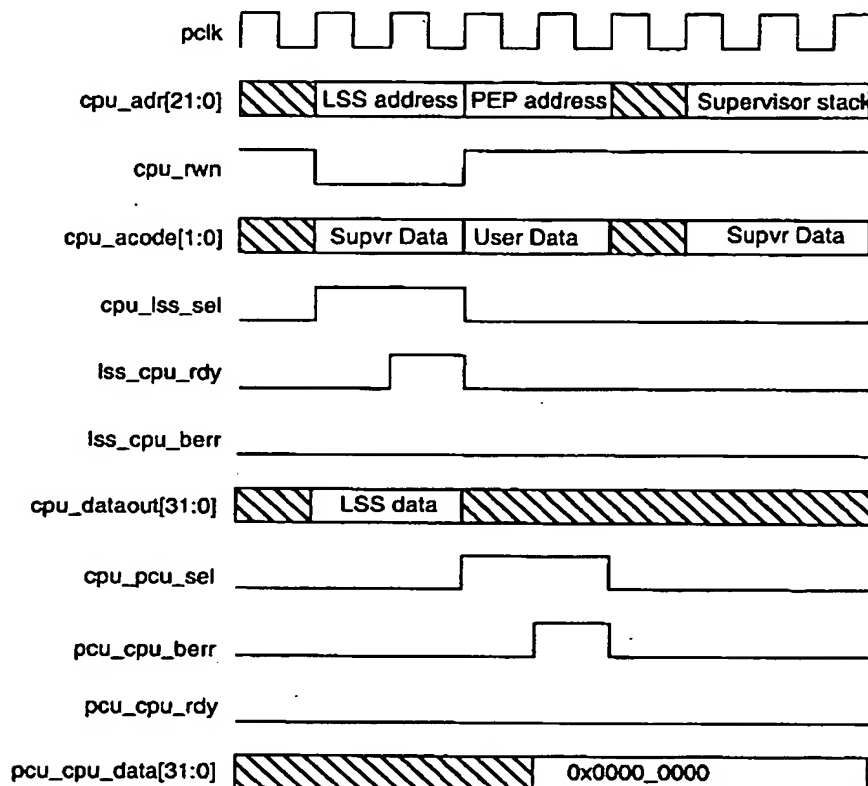 pclk
cpu_adr[21:0] LSS address PEP address Supervisor stack
cpu_rwn
cpu_acode[1:0] Supvr Data User Data Supvr Data
cpu_lss_sel
lss_cpu_rdy
lss_cpu_berr
cpu_dataout[31:0] LSS data
cpu_pcu_sel
pcu_cpu_berr
pcu_cpu_rdy
pcu_cpu_data[31:0] 0x0000_0000